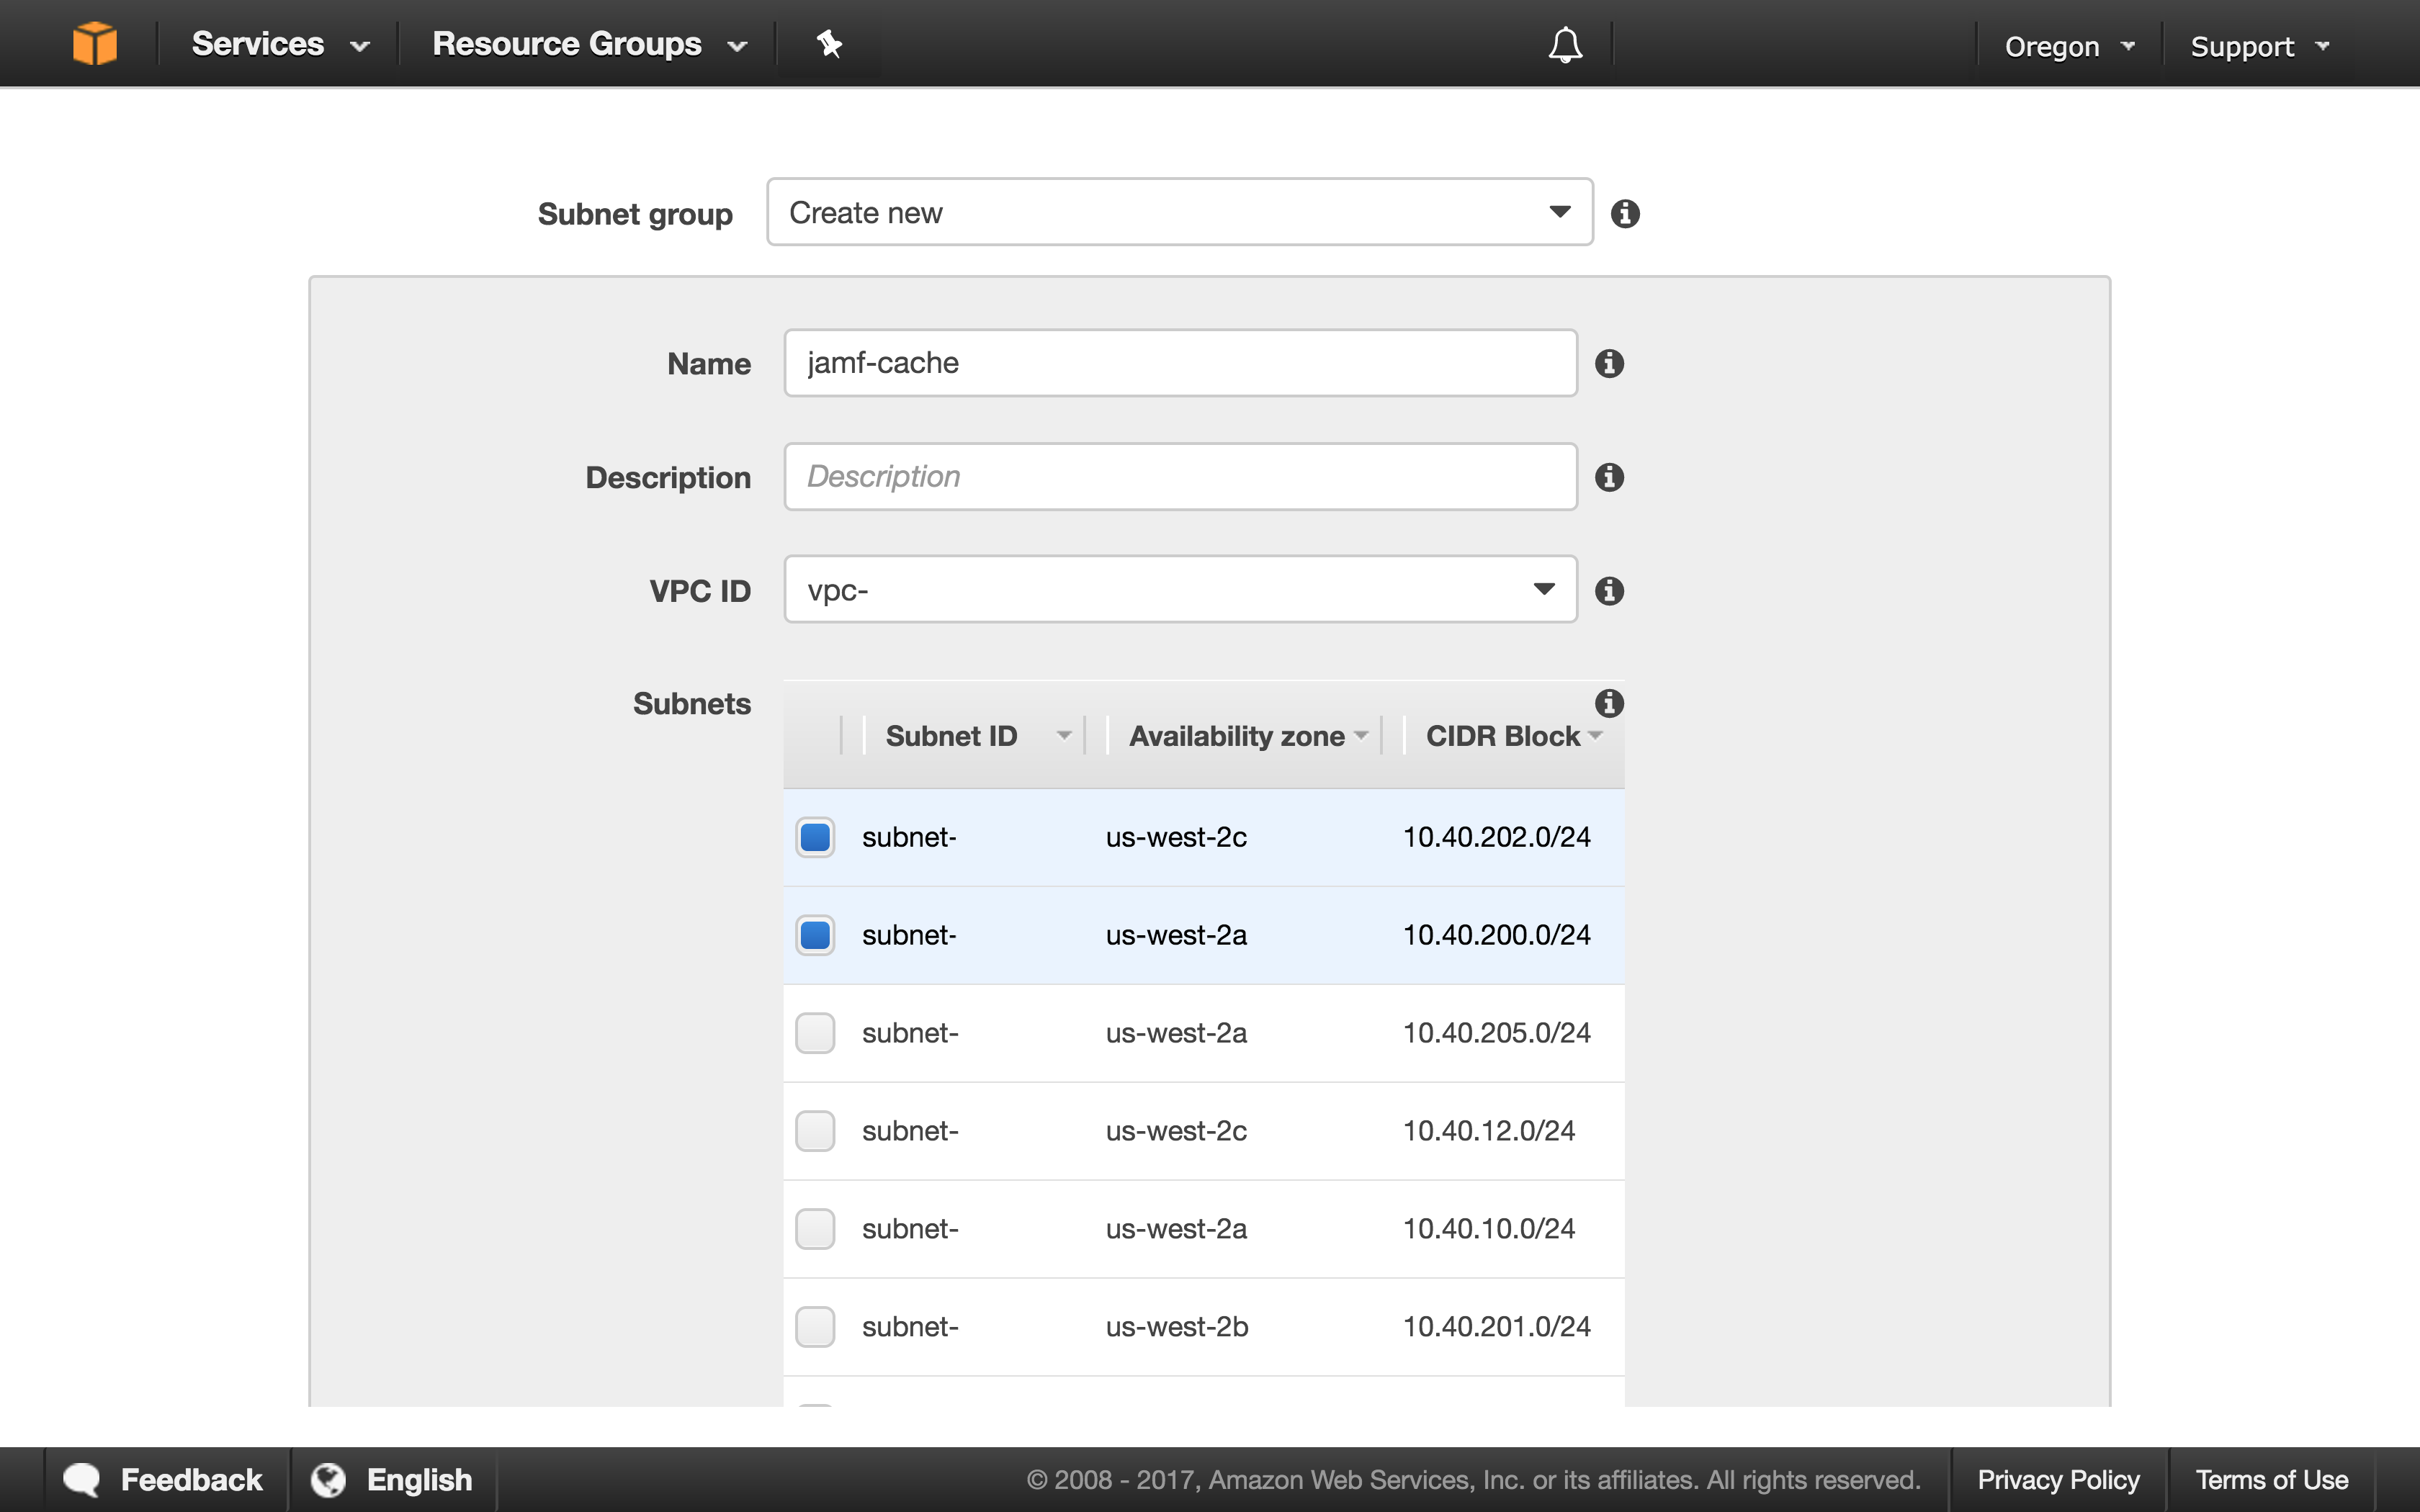 Services Resource Groups Oregon Support
Subnet group Create new
Name jamf-cache
Description Description
VPC ID vpc-
Subnets
Subnet ID Availability zone CIDR Block
subnet- us-west-2c 10.40.202.0/24
subnet- us-west-2a 10.40.200.0/24
subnet- us-west-2a 10.40.205.0/24
subnet- us-west-2c 10.40.12.0/24
subnet- us-west-2a 10.40.10.0/24
subnet- us-west-2b 10.40.201.0/24
Feedback English © 2008 - 2017, Amazon Web Services, Inc. or its affiliates. All rights reserved. Privacy Policy Terms of Use